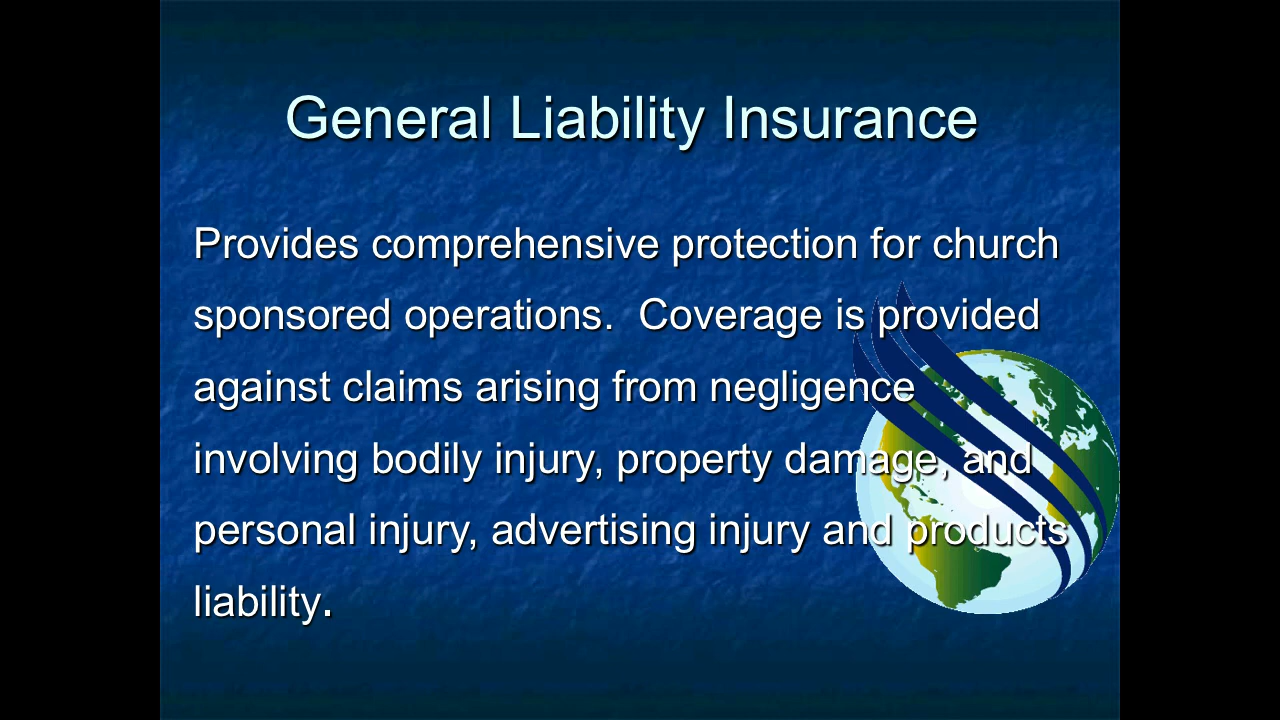 General Liability Insurance
Provides comprehensive protection for church
sponsored operations.  Coverage is provided
against claims arising from negligence
involving bodily injury, property damage, and
personal injury, advertising injury and products
liability.